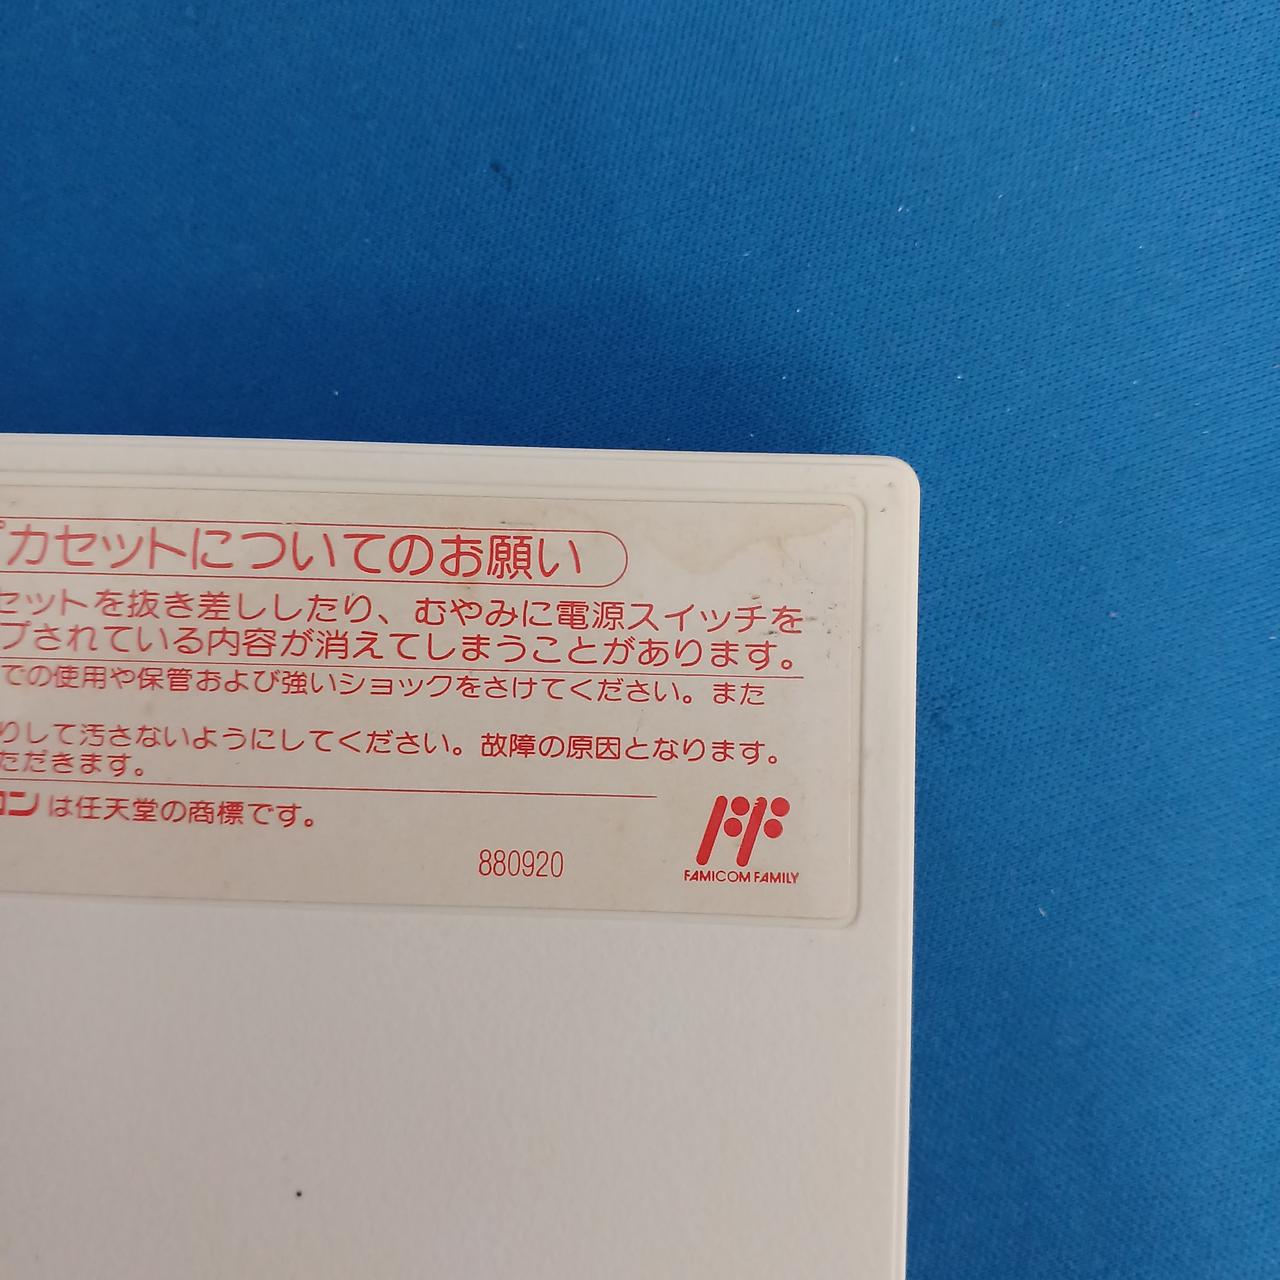 カセットについてのお願い
セットを抜き差ししたり、むやみに電源スイッチを
プされている内容が消えてしまうことがあります。
での使用や保管および強いショックをさけてください。また
りして汚さないようにしてください。故障の原因となります。
ただきます。
コンは任天堂の商標です。
880920
FAMICOM FAMILY